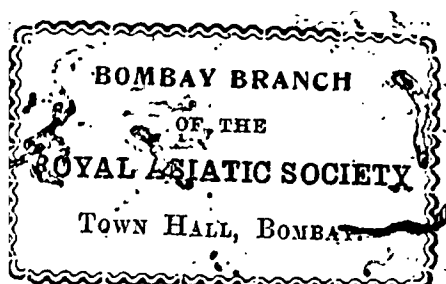 BOMBAY BRANCH
OF THE
ROYAL ASIATIC SOCIETY
TOWN HALL, BOMBAY.